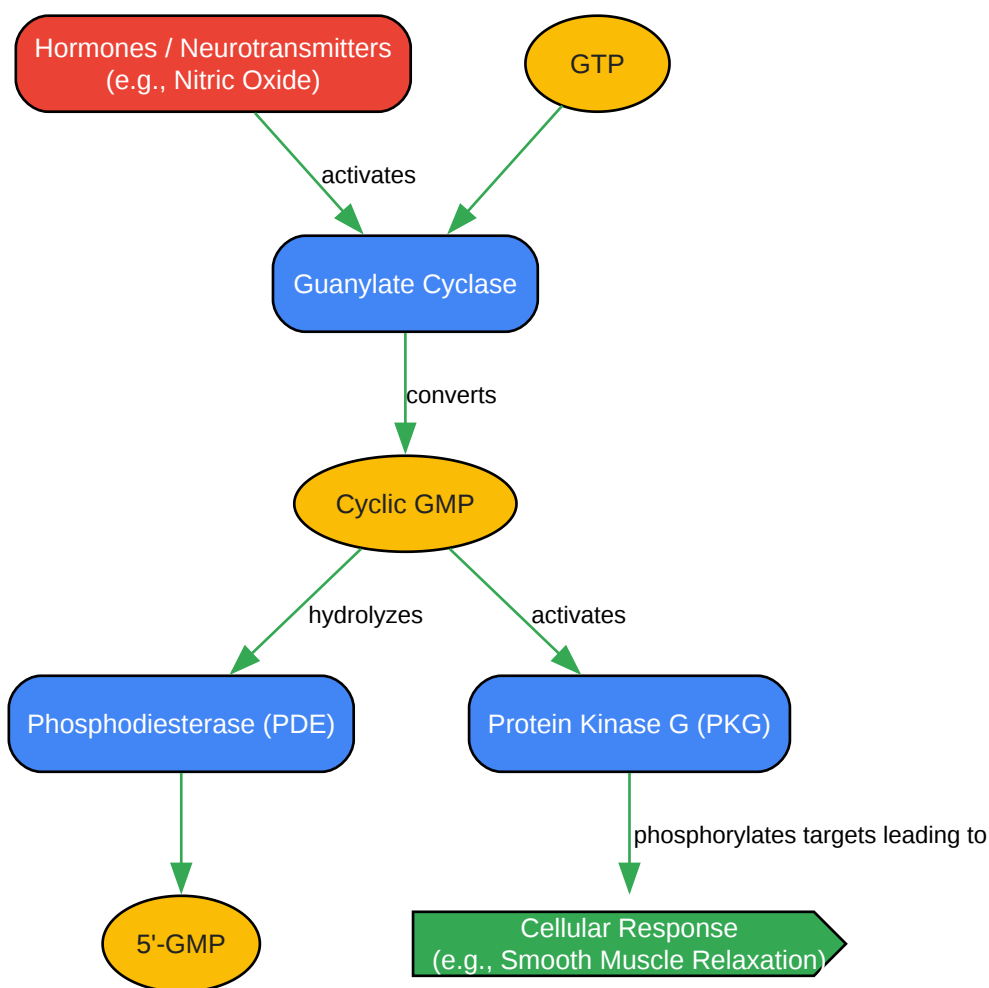 Hormones / Neurotransmitters
(e.g., Nitric Oxide)
GTP
activates
Guanylate Cyclase
converts
Cyclic GMP
hydrolyzes
activates
Phosphodiesterase (PDE)
Protein Kinase G (PKG)
phosphorylates targets leading to
5'-GMP
Cellular Response
(e.g., Smooth Muscle Relaxation)